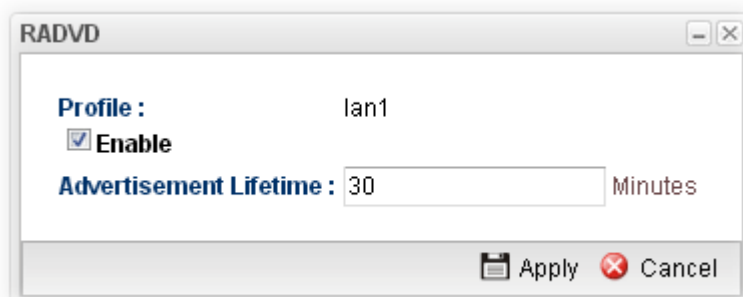 RADVD
Profile : lan1
Enable
Advertisement Lifetime : 30 Minutes
Apply Cancel